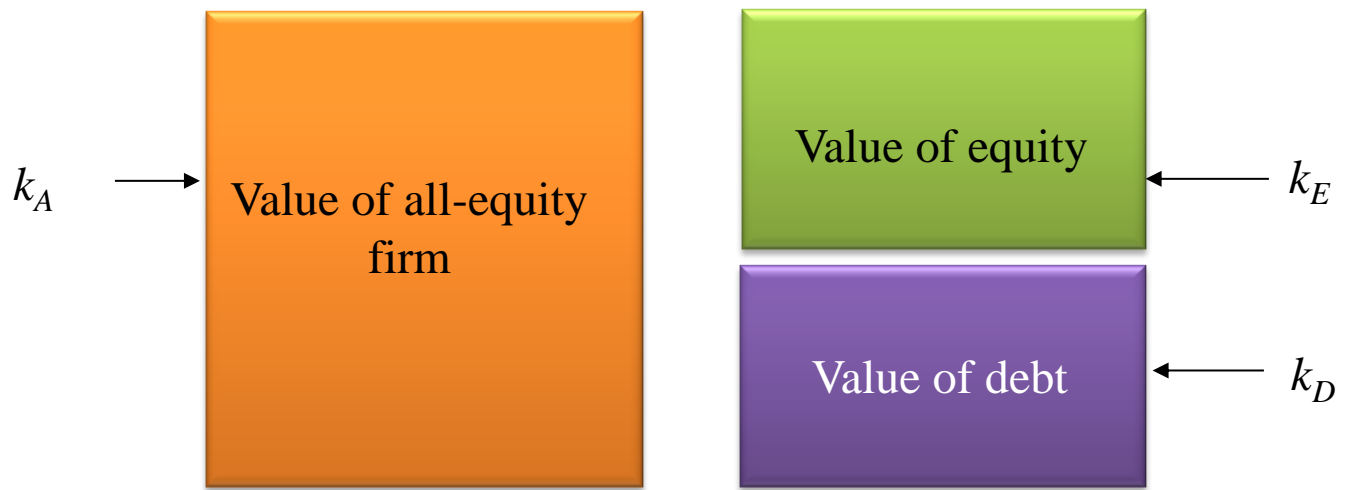 k_A
Value of all-equity
firm
Value of equity
k_E
Value of debt
k_D